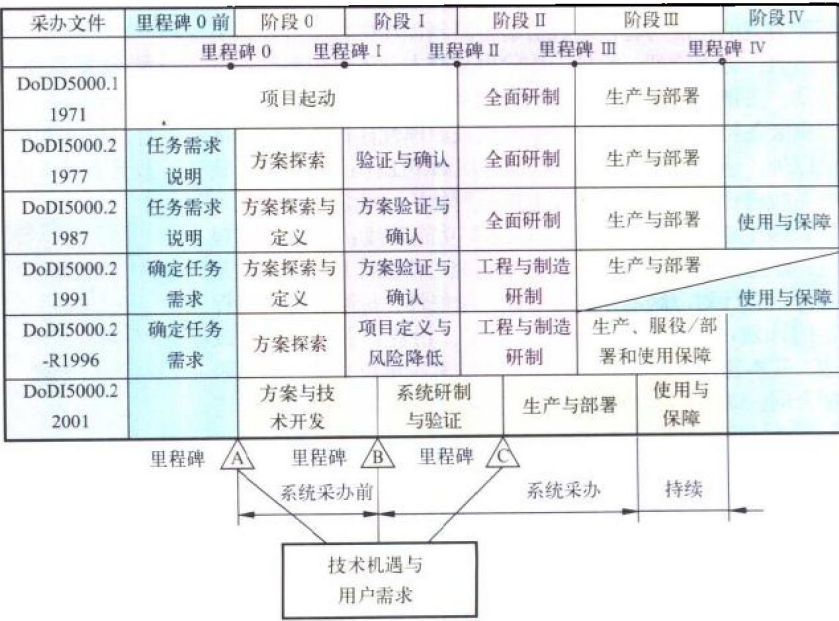 采办文件 里程碑0前 阶段0 阶段Ⅰ 阶段Ⅱ 阶段Ⅲ 阶段Ⅳ
里程碑0 里程碑Ⅰ 里程碑Ⅱ 里程碑Ⅲ 里程碑Ⅳ
DoDD5000.1
1971
项目起动
全面研制
生产与部署
DoDI5000.2
1977
任务需求
说明
方案探索
验证与确认
全面研制
生产与部署
DoDI5000.2
1987
任务需求
说明
方案探索与
定义
方案验证与
确认
全面研制
生产与部署
使用与保障
DoDI5000.2
1991
确定任务
需求
方案探索与
定义
方案验证与
确认
工程与制造
研制
生产与部署
使用与保障
DoDI5000.2
-R1996
确定任务
需求
方案探索
项目定义与
风险降低
工程与制造
研制
生产、服役/部
署和使用保障
DoDI5000.2
2001
方案与技
术开发
系统研制
与验证
生产与部署
使用与
保障
里程碑 A 里程碑 B 里程碑 C
系统采办前 系统采办 持续
技术机遇与
用户需求